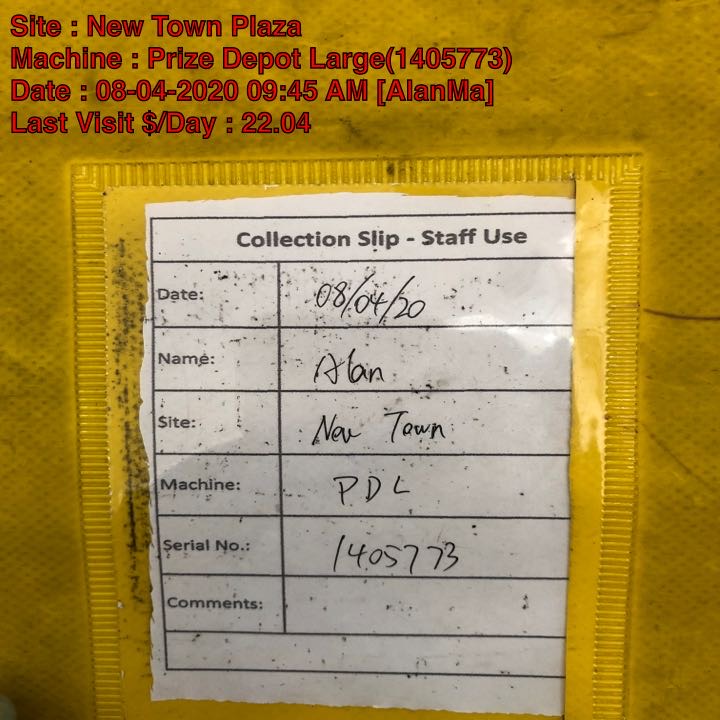 Site : New Town Plaza
Machine : Prize Depot Large(1405773)
Date : 08-04-2020 09:45 AM [AlanMa]
Last Visit $/Day : 22.04
Collection Slip - Staff Use
Date: 08/04/20
Name: Alan
Site: New Town
Machine: PDL
Serial No.: 1405773
Comments: